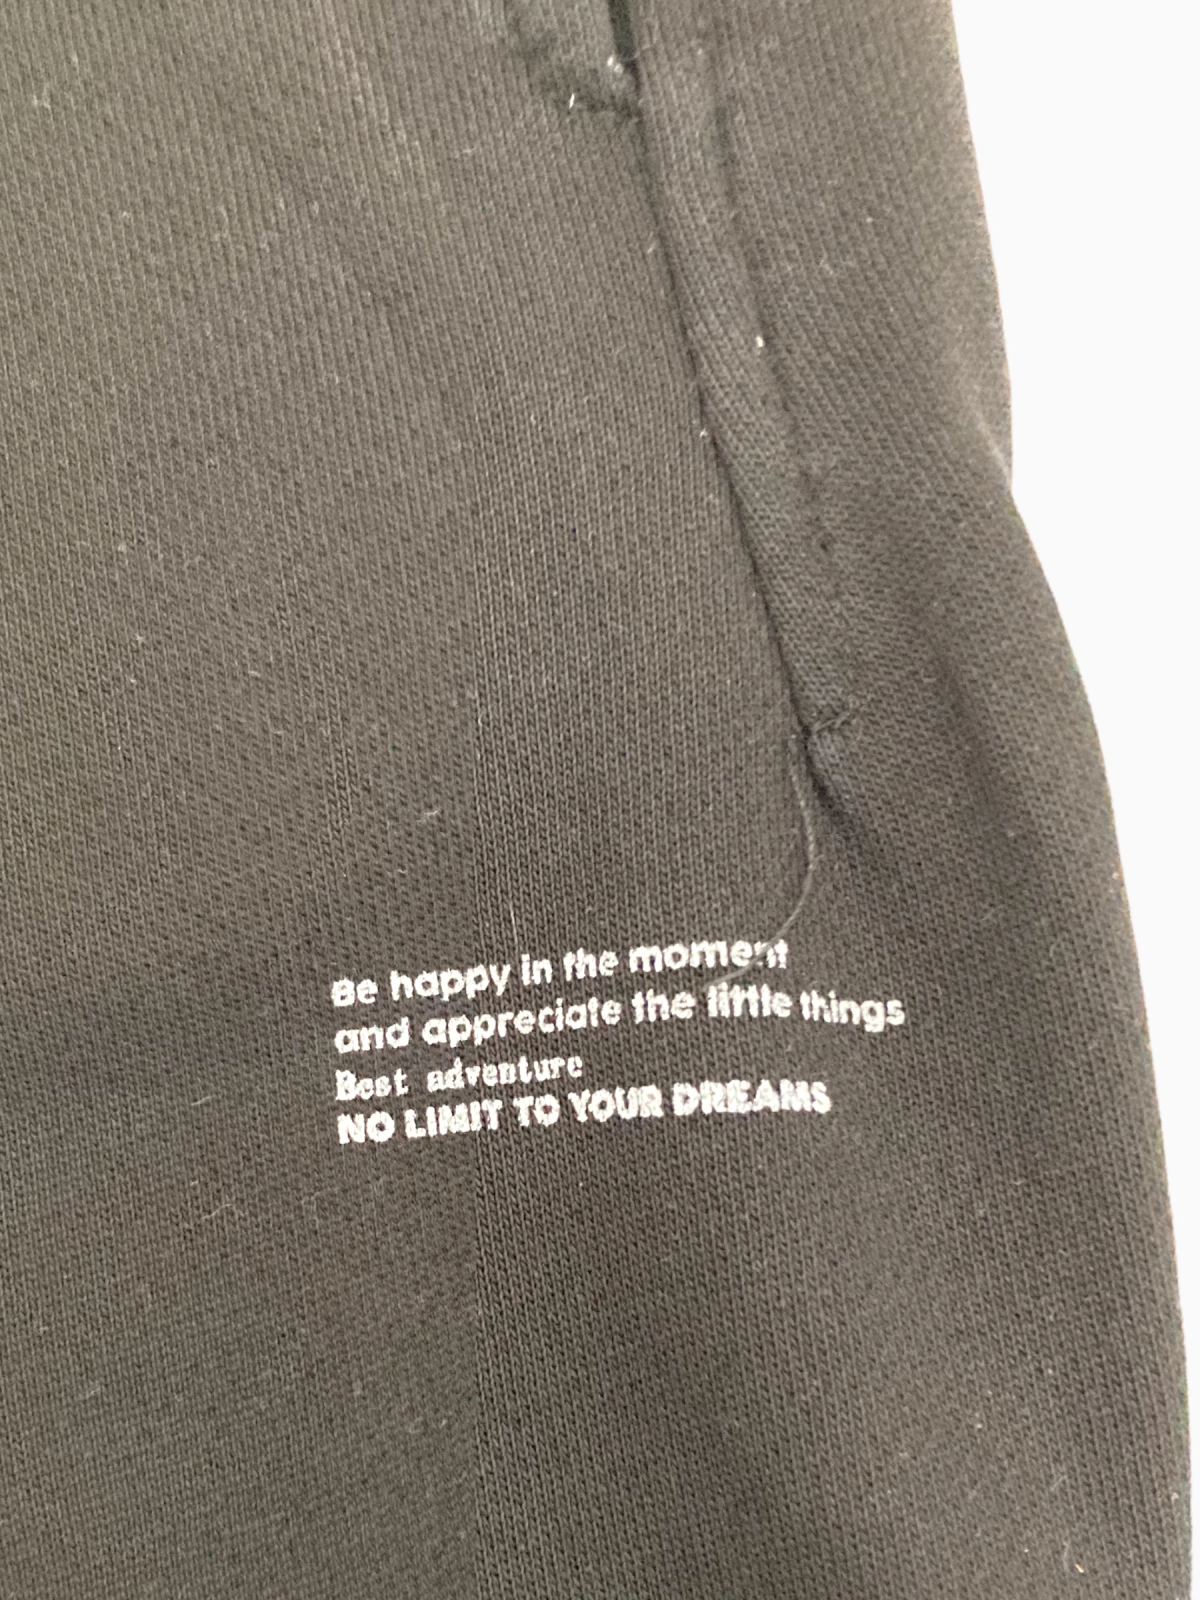 Be happy in the moment
and appreciate the little things
Best adventure
NO LIMIT TO YOUR DREAMS